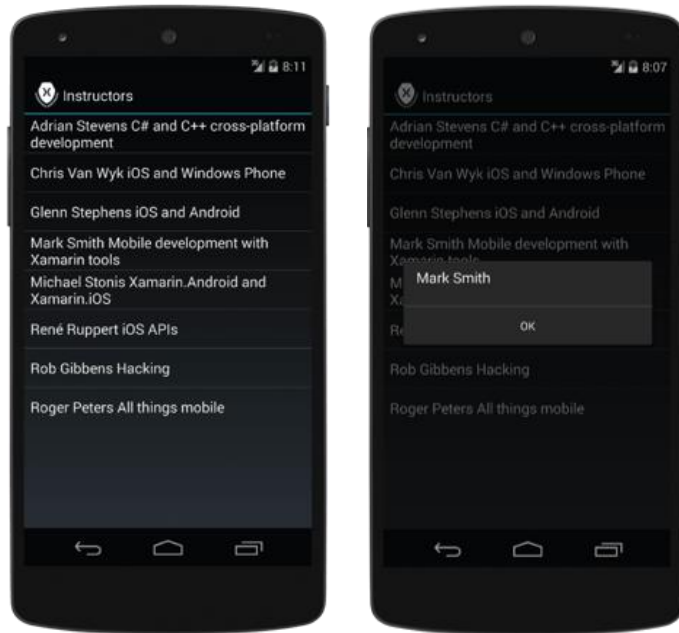 8:11
Instructors
Adrian Stevens C# and C++ cross-platform
development
Chris Van Wyk iOS and Windows Phone
Glenn Stephens iOS and Android
Mark Smith Mobile development with
Xamarin tools
Michael Stonis Xamarin.Android and
Xamarin.iOS
René Ruppert iOS APIs
Rob Gibbens Hacking
Roger Peters All things mobile
8:07
Instructors
Adrian Stevens C# and C++ cross-platform
development
Chris Van Wyk iOS and Windows Phone
Glenn Stephens iOS and Android
Mark Smith Mobile development with
Xamarin tools
Mark Smith
M
Xa
Re
OK
Rob Gibbens Hacking
Roger Peters All things mobile